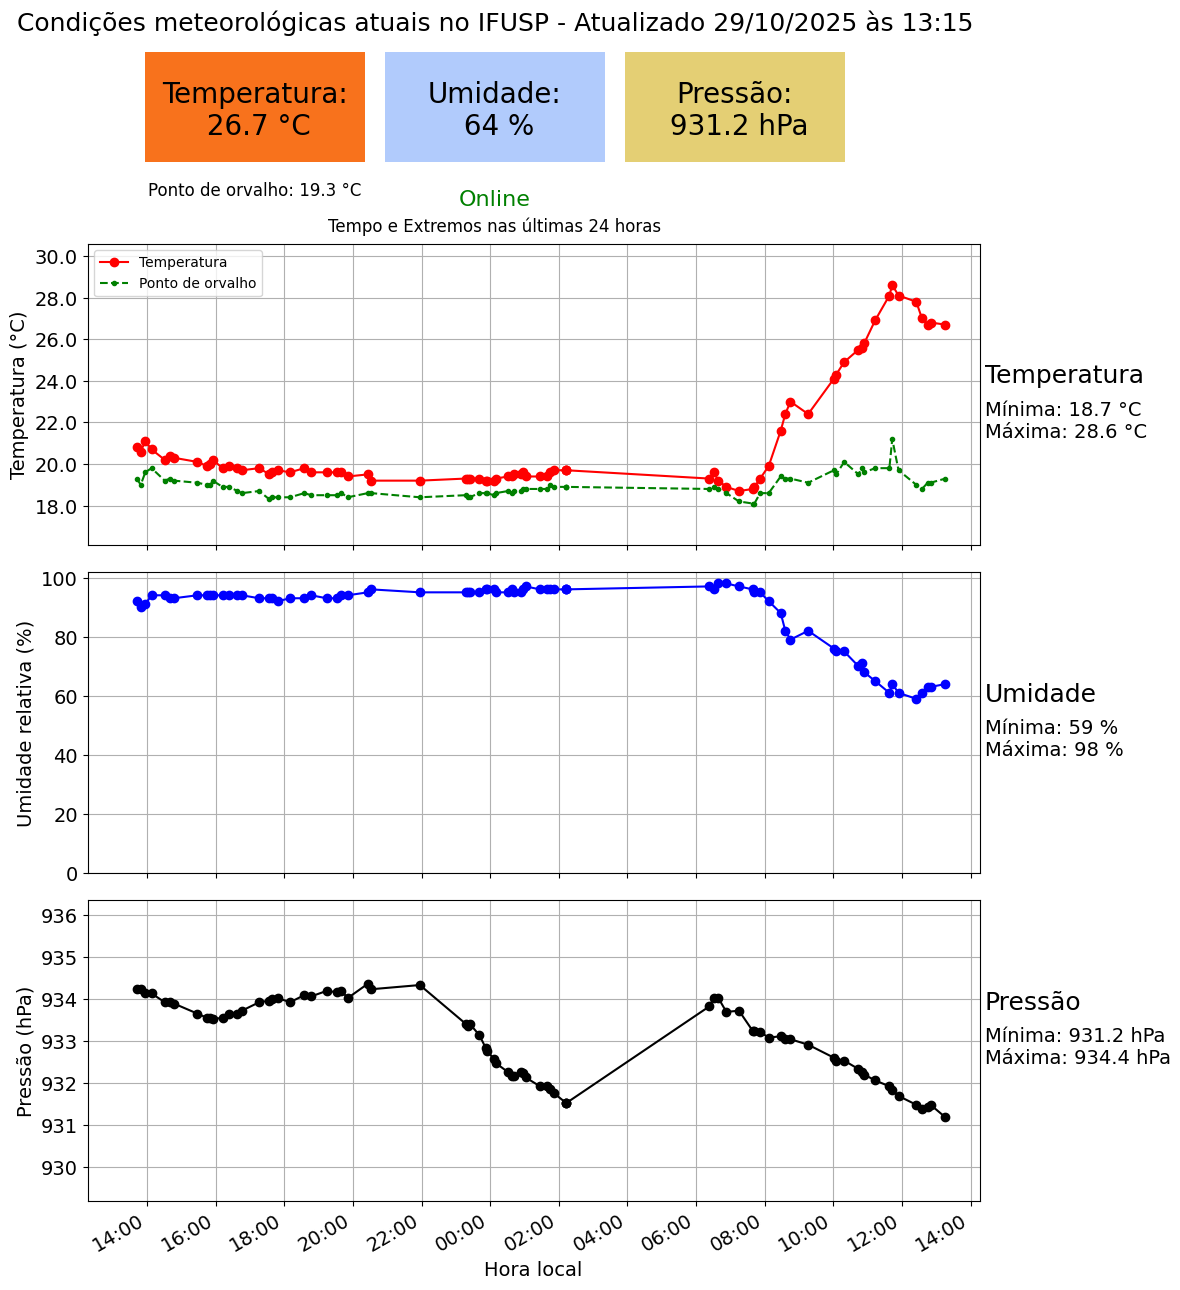 Condições meteorológicas atuais no IFUSP - Atualizado 29/10/2025 às 13:15
Temperatura:
26.7 °C
Umidade:
64 %
Pressão:
931.2 hPa
Ponto de orvalho: 19.3 °C
Online
Tempo e Extremos nas últimas 24 horas
Temperatura
Ponto de orvalho
Temperatura (°C)
30.0
28.0
26.0
24.0
22.0
20.0
18.0
Temperatura
Mínima: 18.7 °C
Máxima: 28.6 °C
Umidade relativa (%)
100
80
60
40
20
0
Umidade
Mínima: 59 %
Máxima: 98 %
Pressão (hPa)
936
935
934
933
932
931
930
Pressão
Mínima: 931.2 hPa
Máxima: 934.4 hPa
14:00
16:00
18:00
20:00
22:00
00:00
02:00
04:00
06:00
08:00
10:00
12:00
14:00
Hora local